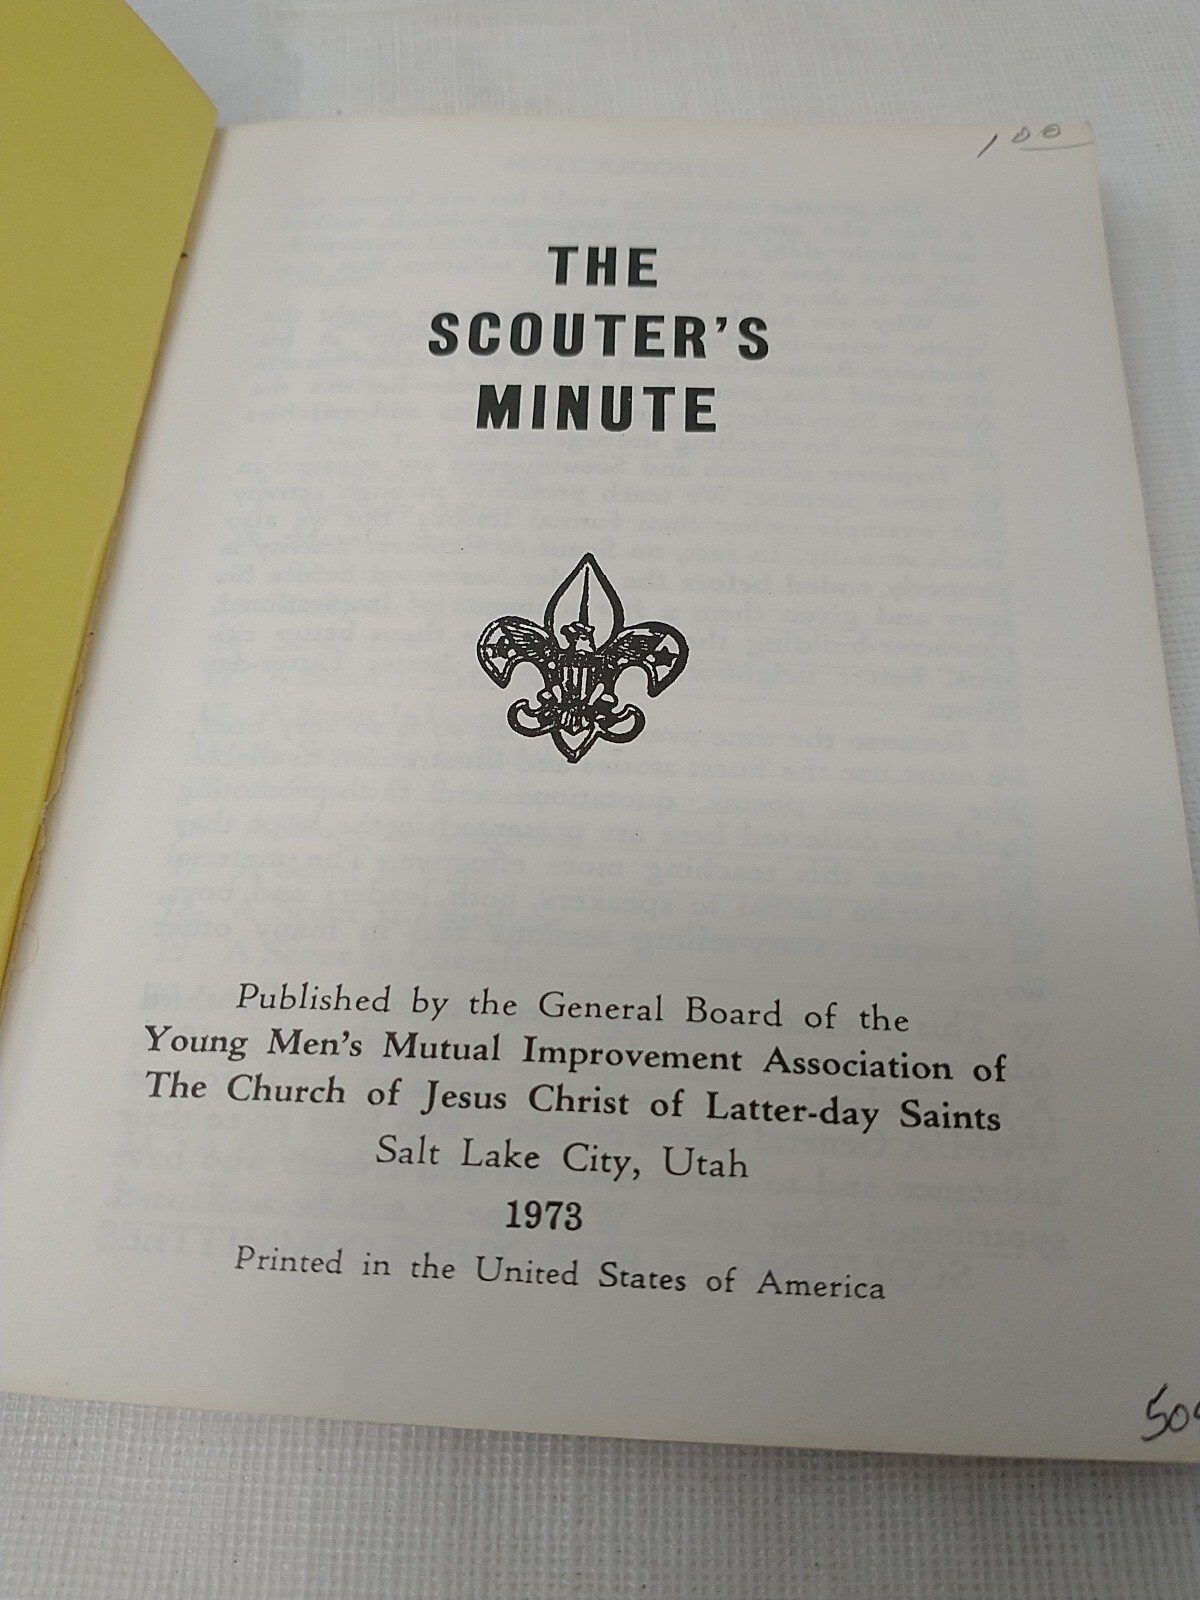 1 00
THE
SCOUTER'S
MINUTE
Published by the General Board of the
Young Men's Mutual Improvement Association of
The Church of Jesus Christ of Latter-day Saints
Salt Lake City, Utah
1973
Printed in the United States of America
50¢